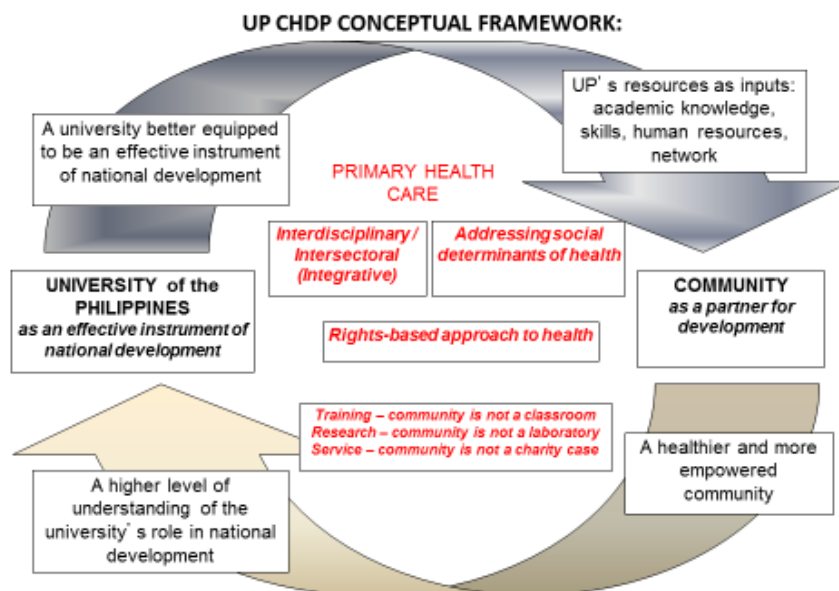 UP CHDP CONCEPTUAL FRAMEWORK:
A university better equipped
to be an effective instrument
of national development
UP's resources as inputs:
academic knowledge,
skills, human resources,
network
PRIMARY HEALTH
CARE
Interdisciplinary /
Intersectoral
(Integrative)
Addressing social
determinants of health
UNIVERSITY of the
PHILIPPINES
as an effective instrument of
national development
COMMUNITY
as a partner for
development
Rights-based approach to health
Training – community is not a classroom
Research – community is not a laboratory
Service – community is not a charity case
A higher level of
understanding of the
university's role in national
development
A healthier and more
empowered
community